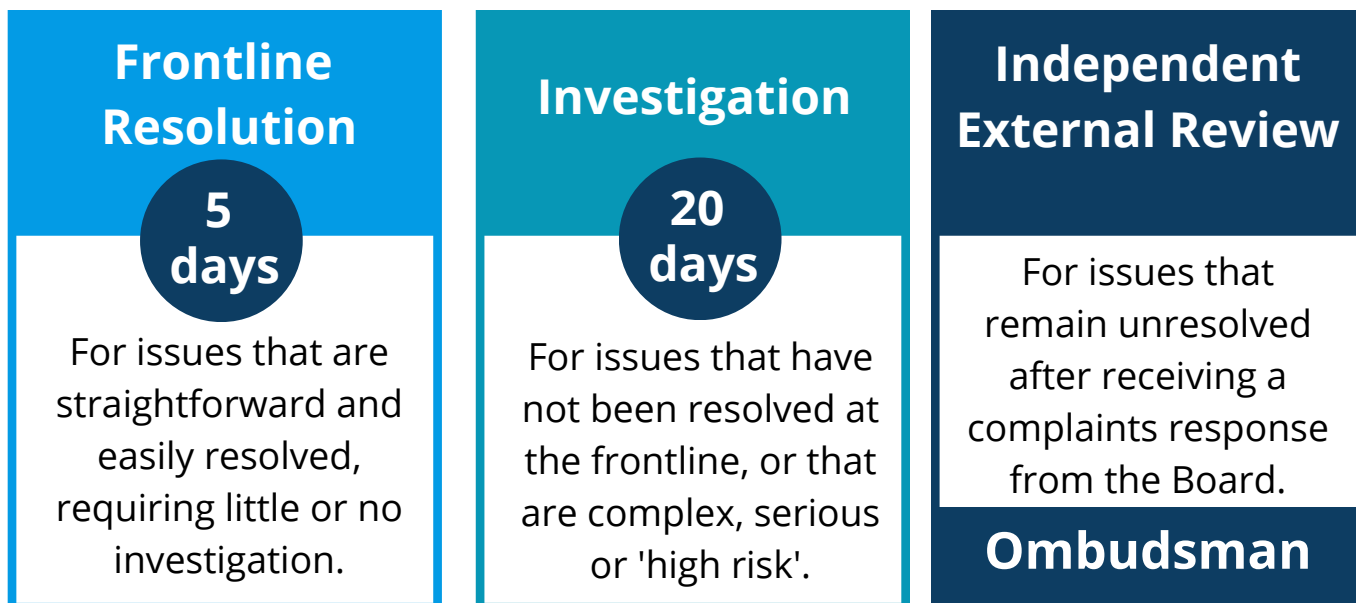 Frontline
Resolution
5
days
For issues that are
straightforward and
easily resolved,
requiring little or no
investigation.
Investigation
20
days
For issues that have
not been resolved at
the frontline, or that
are complex, serious
or 'high risk'.
Independent
External Review
For issues that
remain unresolved
after receiving a
complaints response
from the Board.
Ombudsman